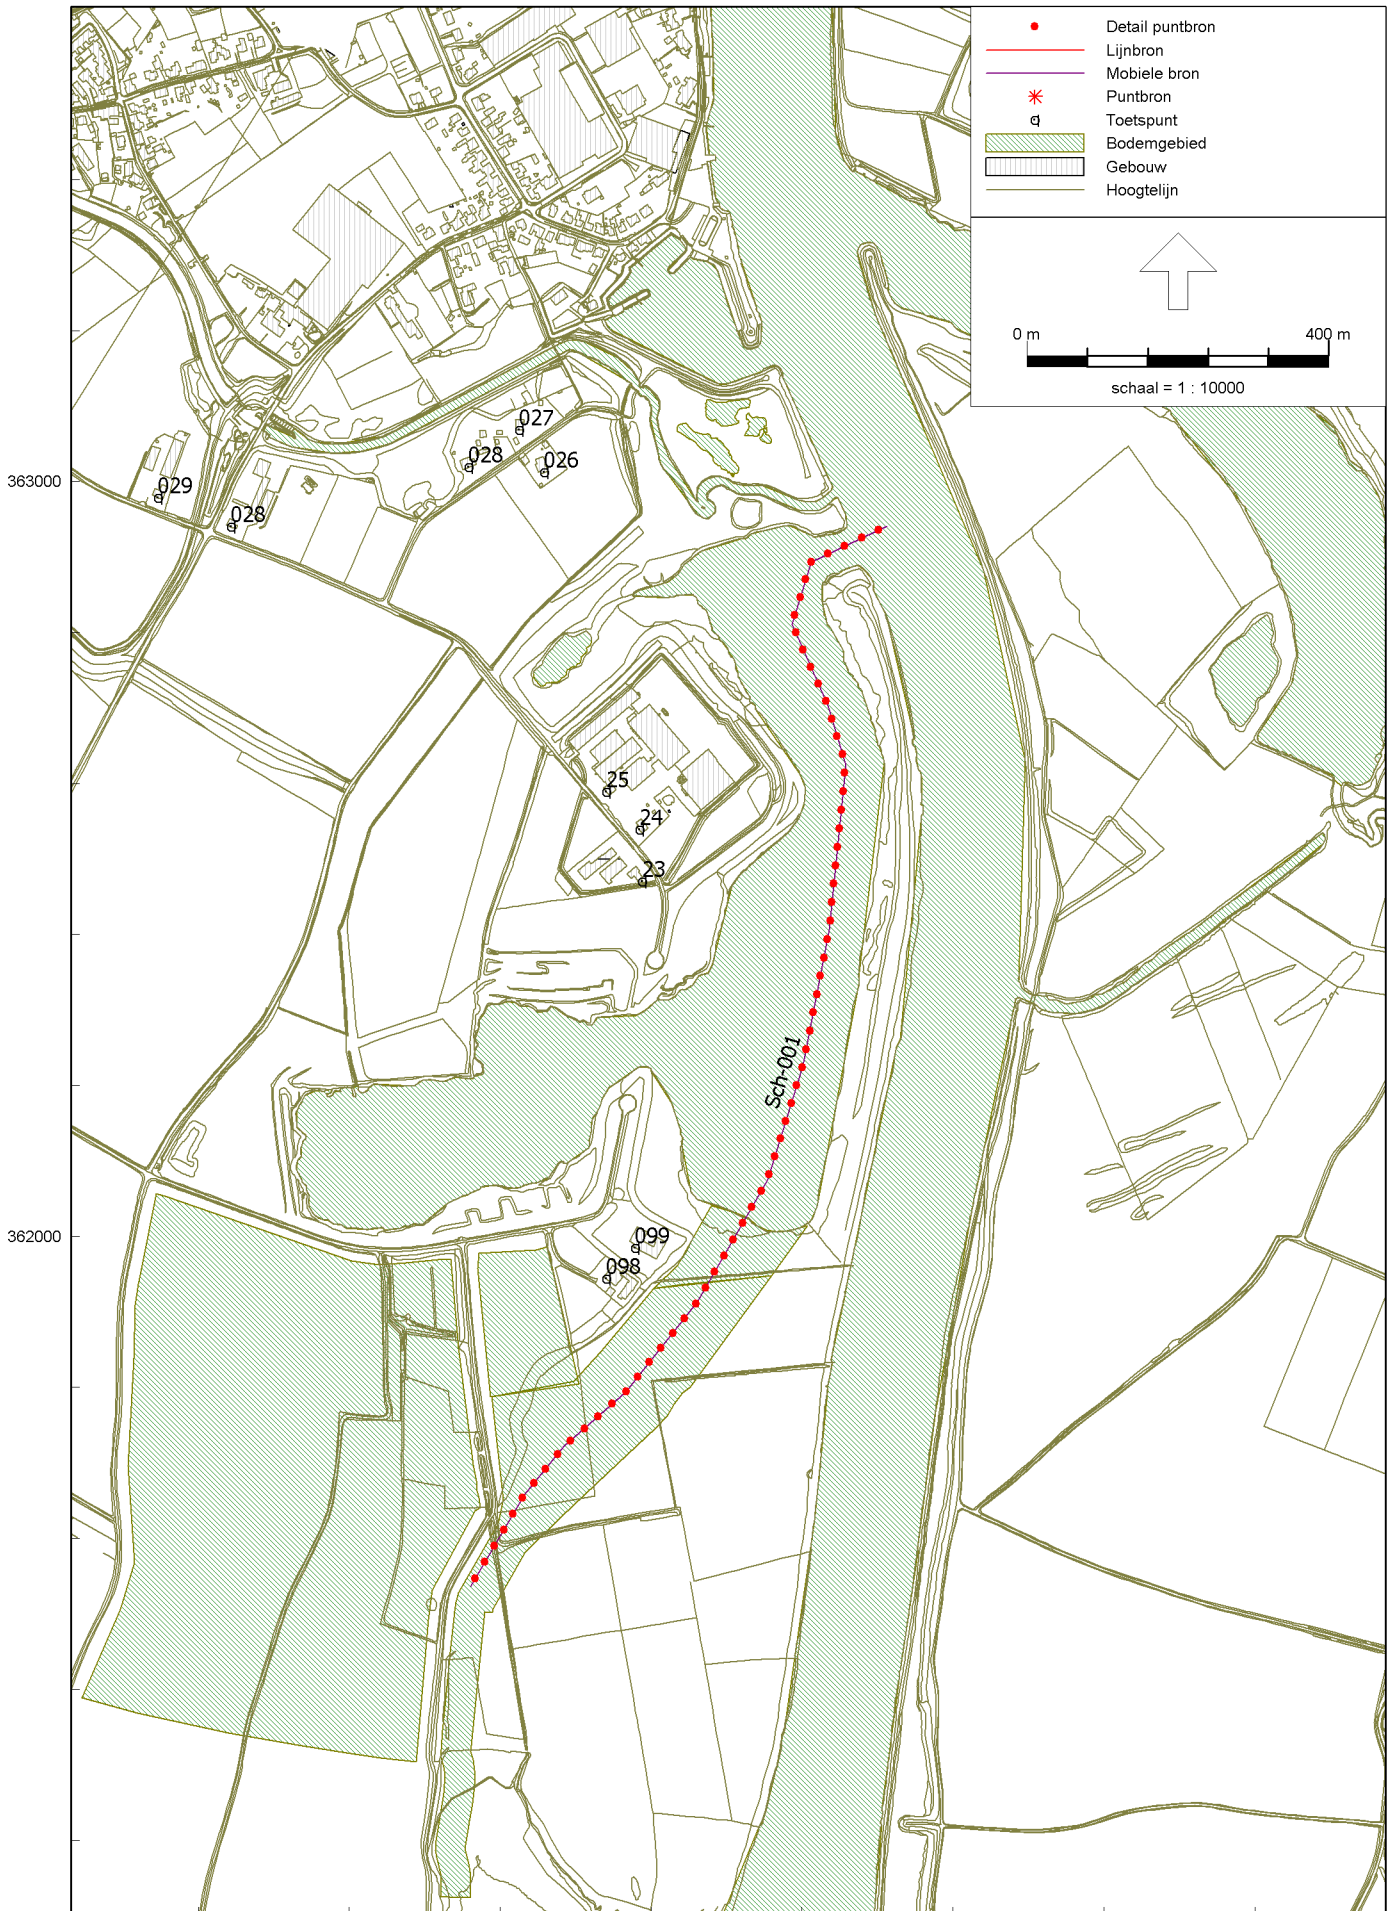 Detail puntbron
Lijnbron
Mobiele bron
Puntbron
Toetspunt
Bodemgebied
Gebouw
Hoogtelijn
0 m
400 m
schaal = 1 : 10000
027
028
026
363000
029
028
25
24
23
Sch-001
362000
099
098